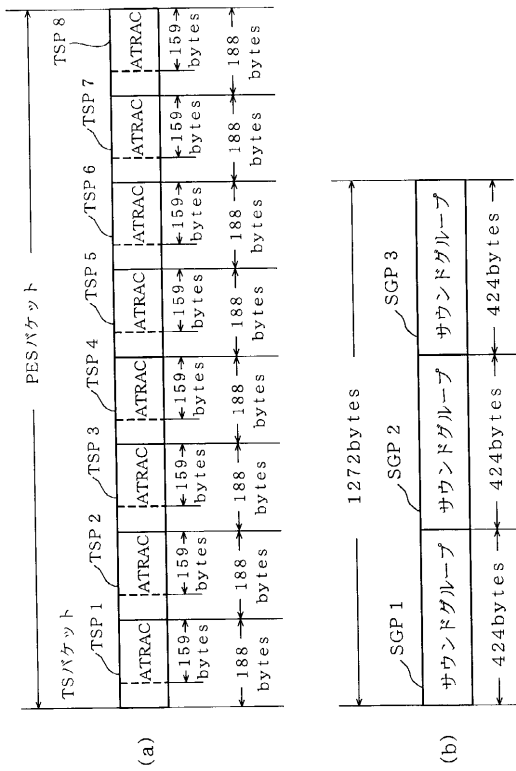 (a)
PESパケット
TSパケット
TSP 1 TSP 2 TSP 3 TSP 4 TSP 5 TSP 6 TSP 7 TSP 8
ATRAC ATRAC ATRAC ATRAC ATRAC ATRAC ATRAC ATRAC
159 159 159 159 159 159 159 159
bytes bytes bytes bytes bytes bytes bytes bytes
188 188 188 188 188 188 188 188
bytes bytes bytes bytes bytes bytes bytes bytes
(b)
1272bytes
SGP 1 SGP 2 SGP 3
サウンドグループ サウンドグループ サウンドグループ
424bytes 424bytes 424bytes